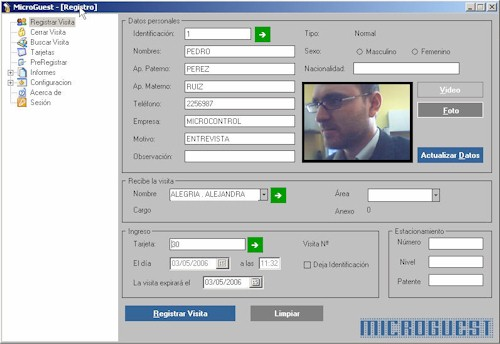 MicroGuest - [Registro]
Registrar Visita
Cerrar Visita
Buscar Visita
Tarjetas
PreRegistrar
Informes
Configuracion
Acerca de
Sesión
Datos personales
Identificación: 1
Tipo: Normal
Nombres: PEDRO
Sexo: Masculino Femenino
Ap. Paterno: PEREZ
Nacionalidad:
Ap. Materno: RUIZ
Teléfono: 2256987
Empresa: MICROCONTROL
Motivo: ENTREVISTA
Observación:
Video
Foto
Actualizar Datos
Recibe la visita
Nombre ALEGRIA . ALEJANDRA
Área
Cargo
Anexo 0
Ingreso
Tarjeta: 30
Visita Nº
El día 03/05/2006 a las 11:32
Deja Identificación
La visita expirará el 03/05/2006
Estacionamiento
Número
Nivel
Patente
Registrar Visita
Limpiar
MICROGUEST